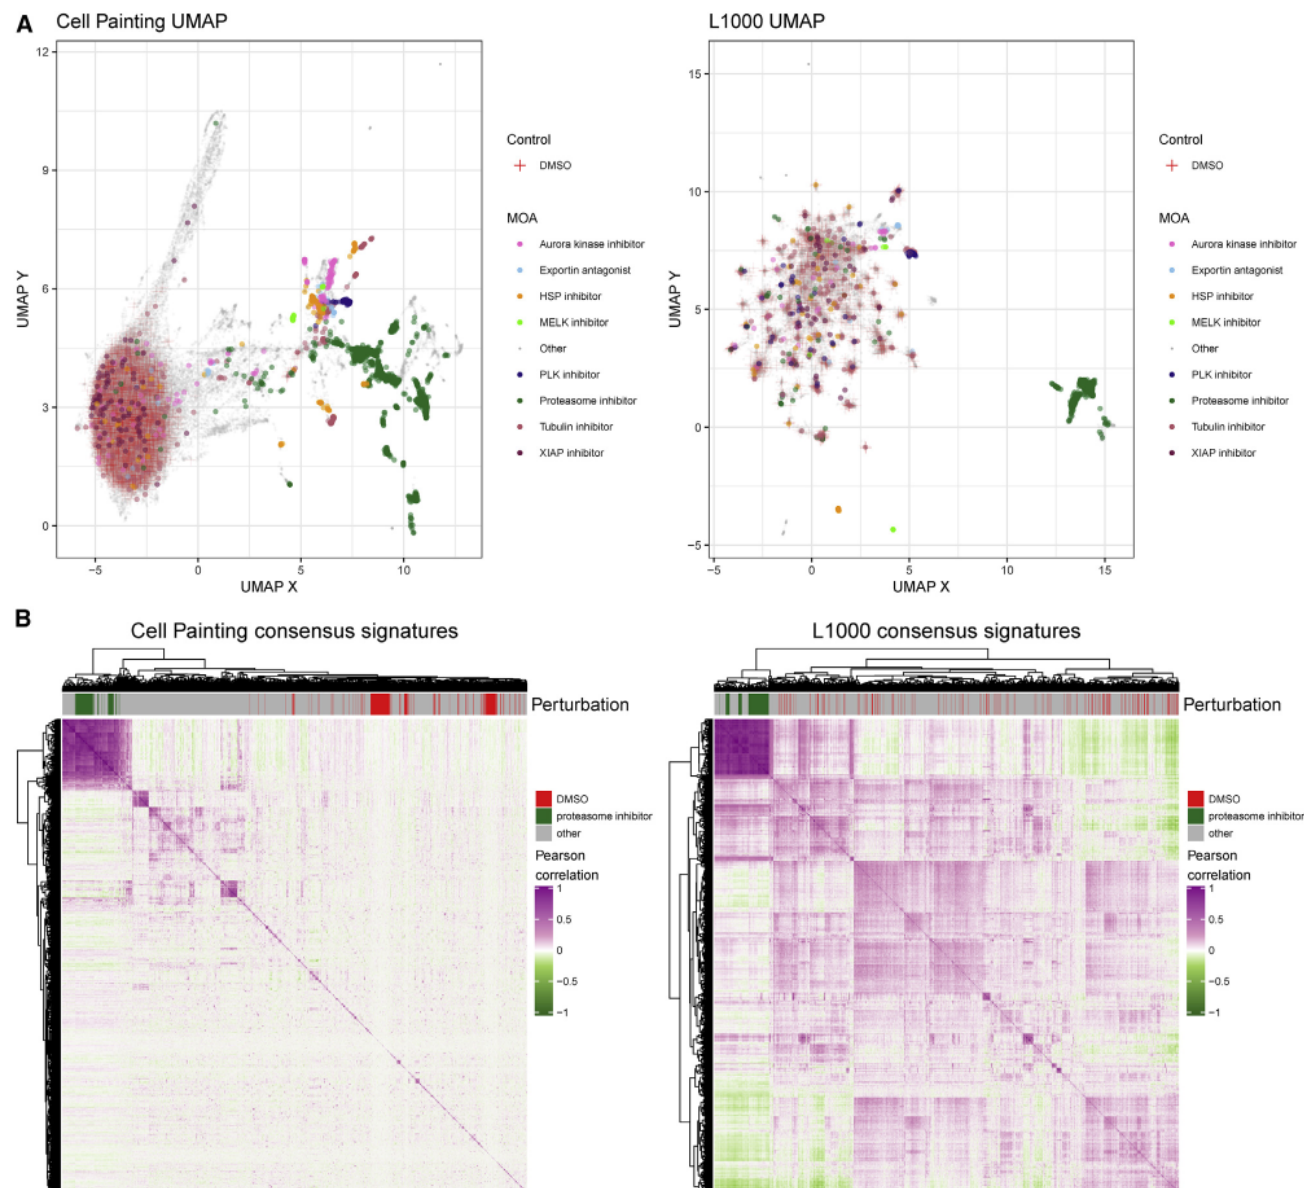 A
Cell Painting UMAP
L1000 UMAP
12
9
6
3
0
UMAP Y
−5
0
5
10
UMAP X
Control
DMSO
MOA
Aurora kinase inhibitor
Exportin antagonist
HSP inhibitor
MELK inhibitor
Other
PLK inhibitor
Proteasome inhibitor
Tubulin inhibitor
XIAP inhibitor
15
10
5
0
−5
UMAP Y
−5
0
5
10
15
UMAP X
Control
DMSO
MOA
Aurora kinase inhibitor
Exportin antagonist
HSP inhibitor
MELK inhibitor
Other
PLK inhibitor
Proteasome inhibitor
Tubulin inhibitor
XIAP inhibitor
B
Cell Painting consensus signatures
Perturbation
DMSO
proteasome inhibitor
other
Pearson
correlation
1
0.5
0
−0.5
−1
L1000 consensus signatures
Perturbation
DMSO
proteasome inhibitor
other
Pearson
correlation
1
0.5
0
−0.5
−1